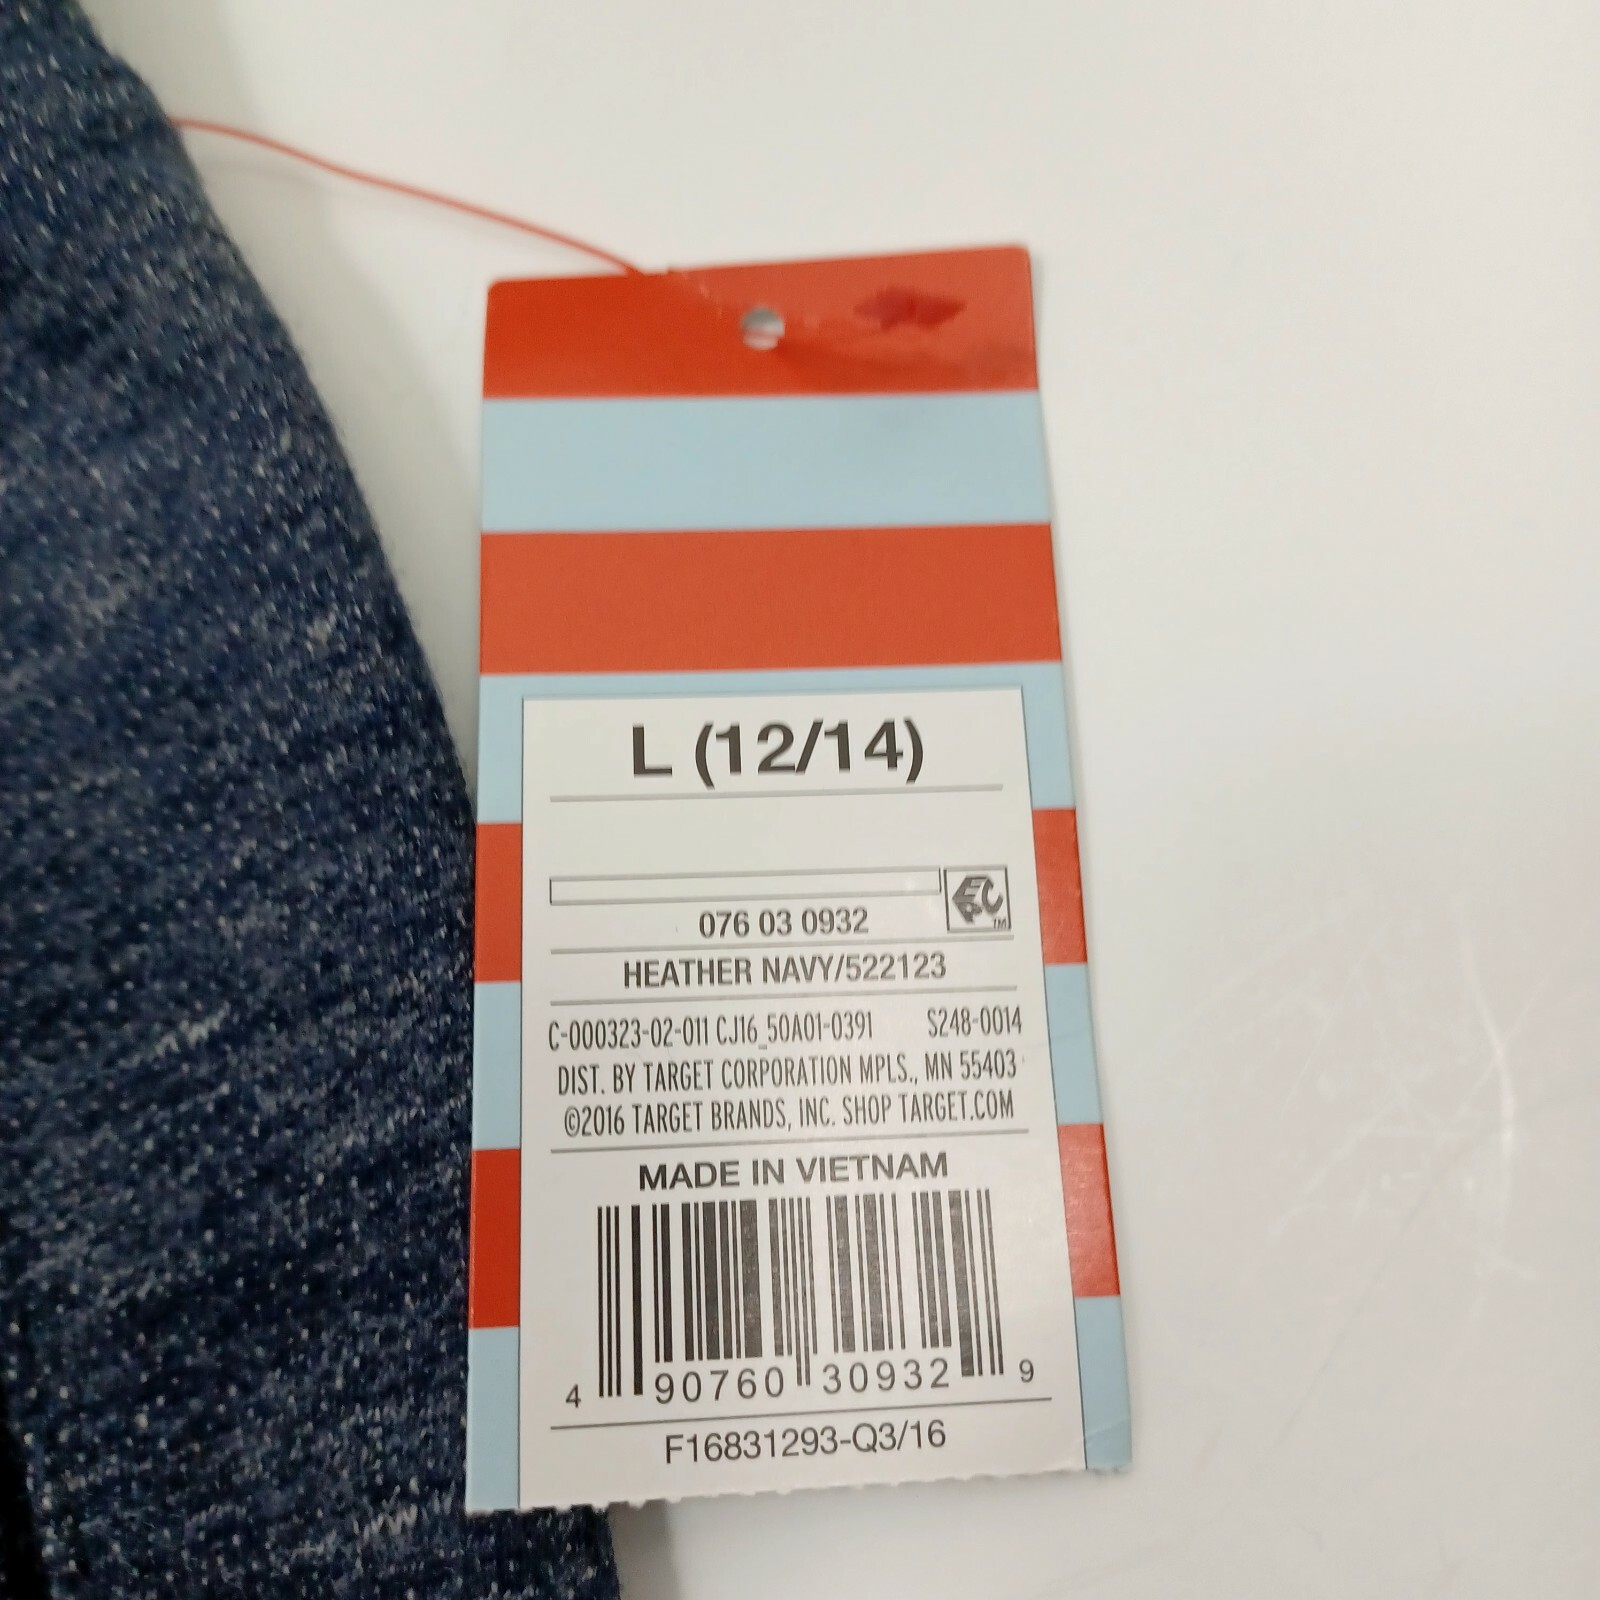 L (12/14)
EPC
TM
076 03 0932
HEATHER NAVY/522123
C-000323-02-011 CJ16_50A01-0391 S248-0014
DIST. BY TARGET CORPORATION MPLS., MN 55403
©2016 TARGET BRANDS, INC. SHOP TARGET.COM
MADE IN VIETNAM
4 90760 30932 9
F16831293-Q3/16